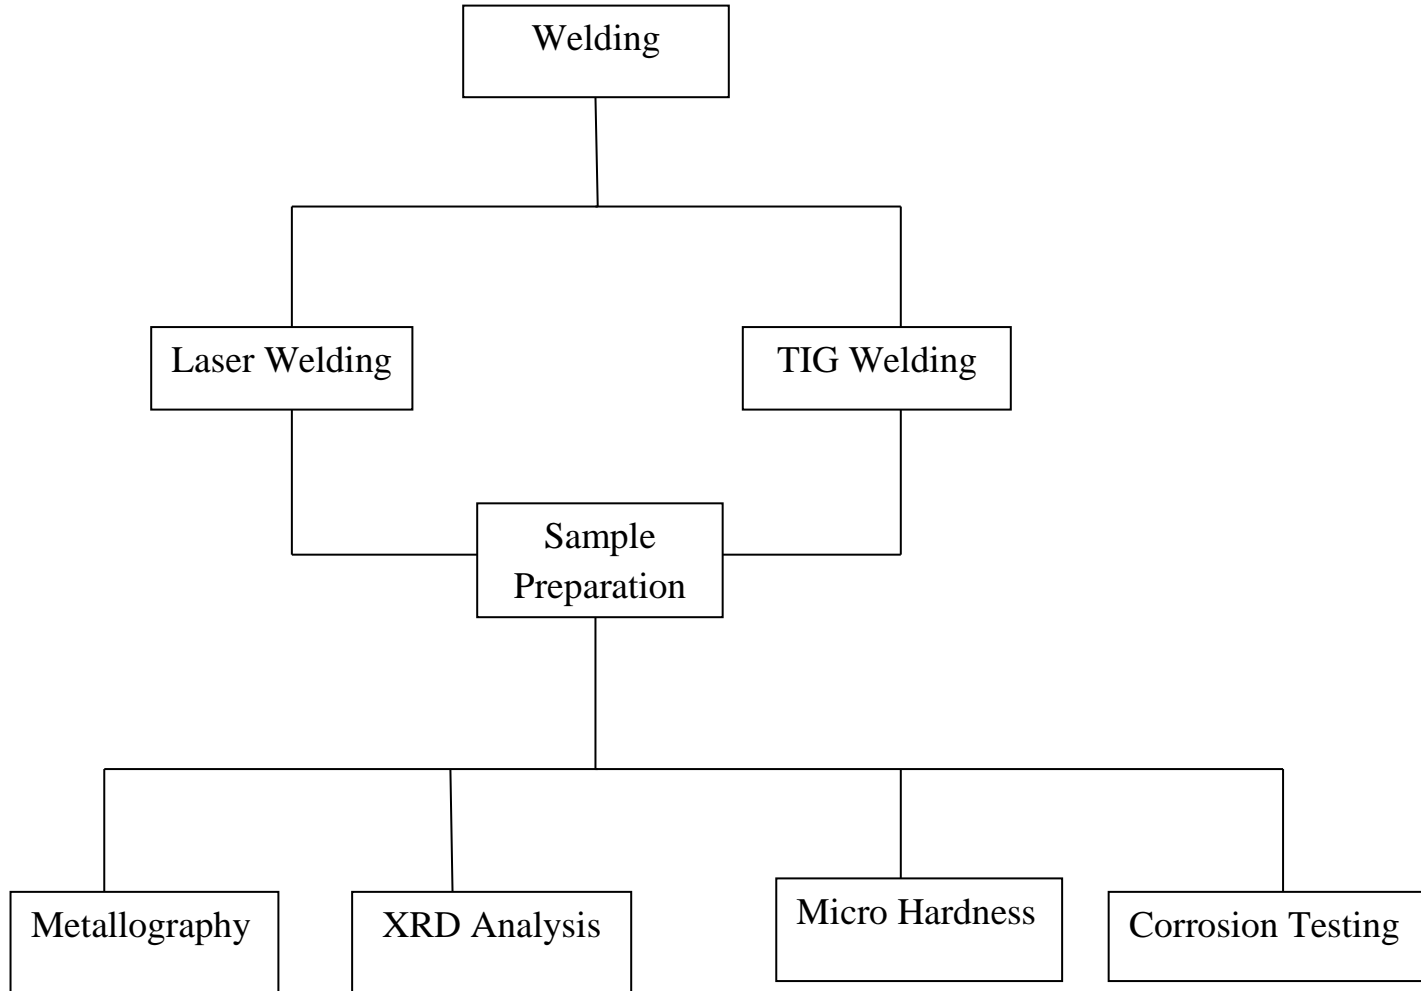 Welding
Laser Welding
TIG Welding
Sample
Preparation
Metallography
XRD Analysis
Micro Hardness
Corrosion Testing